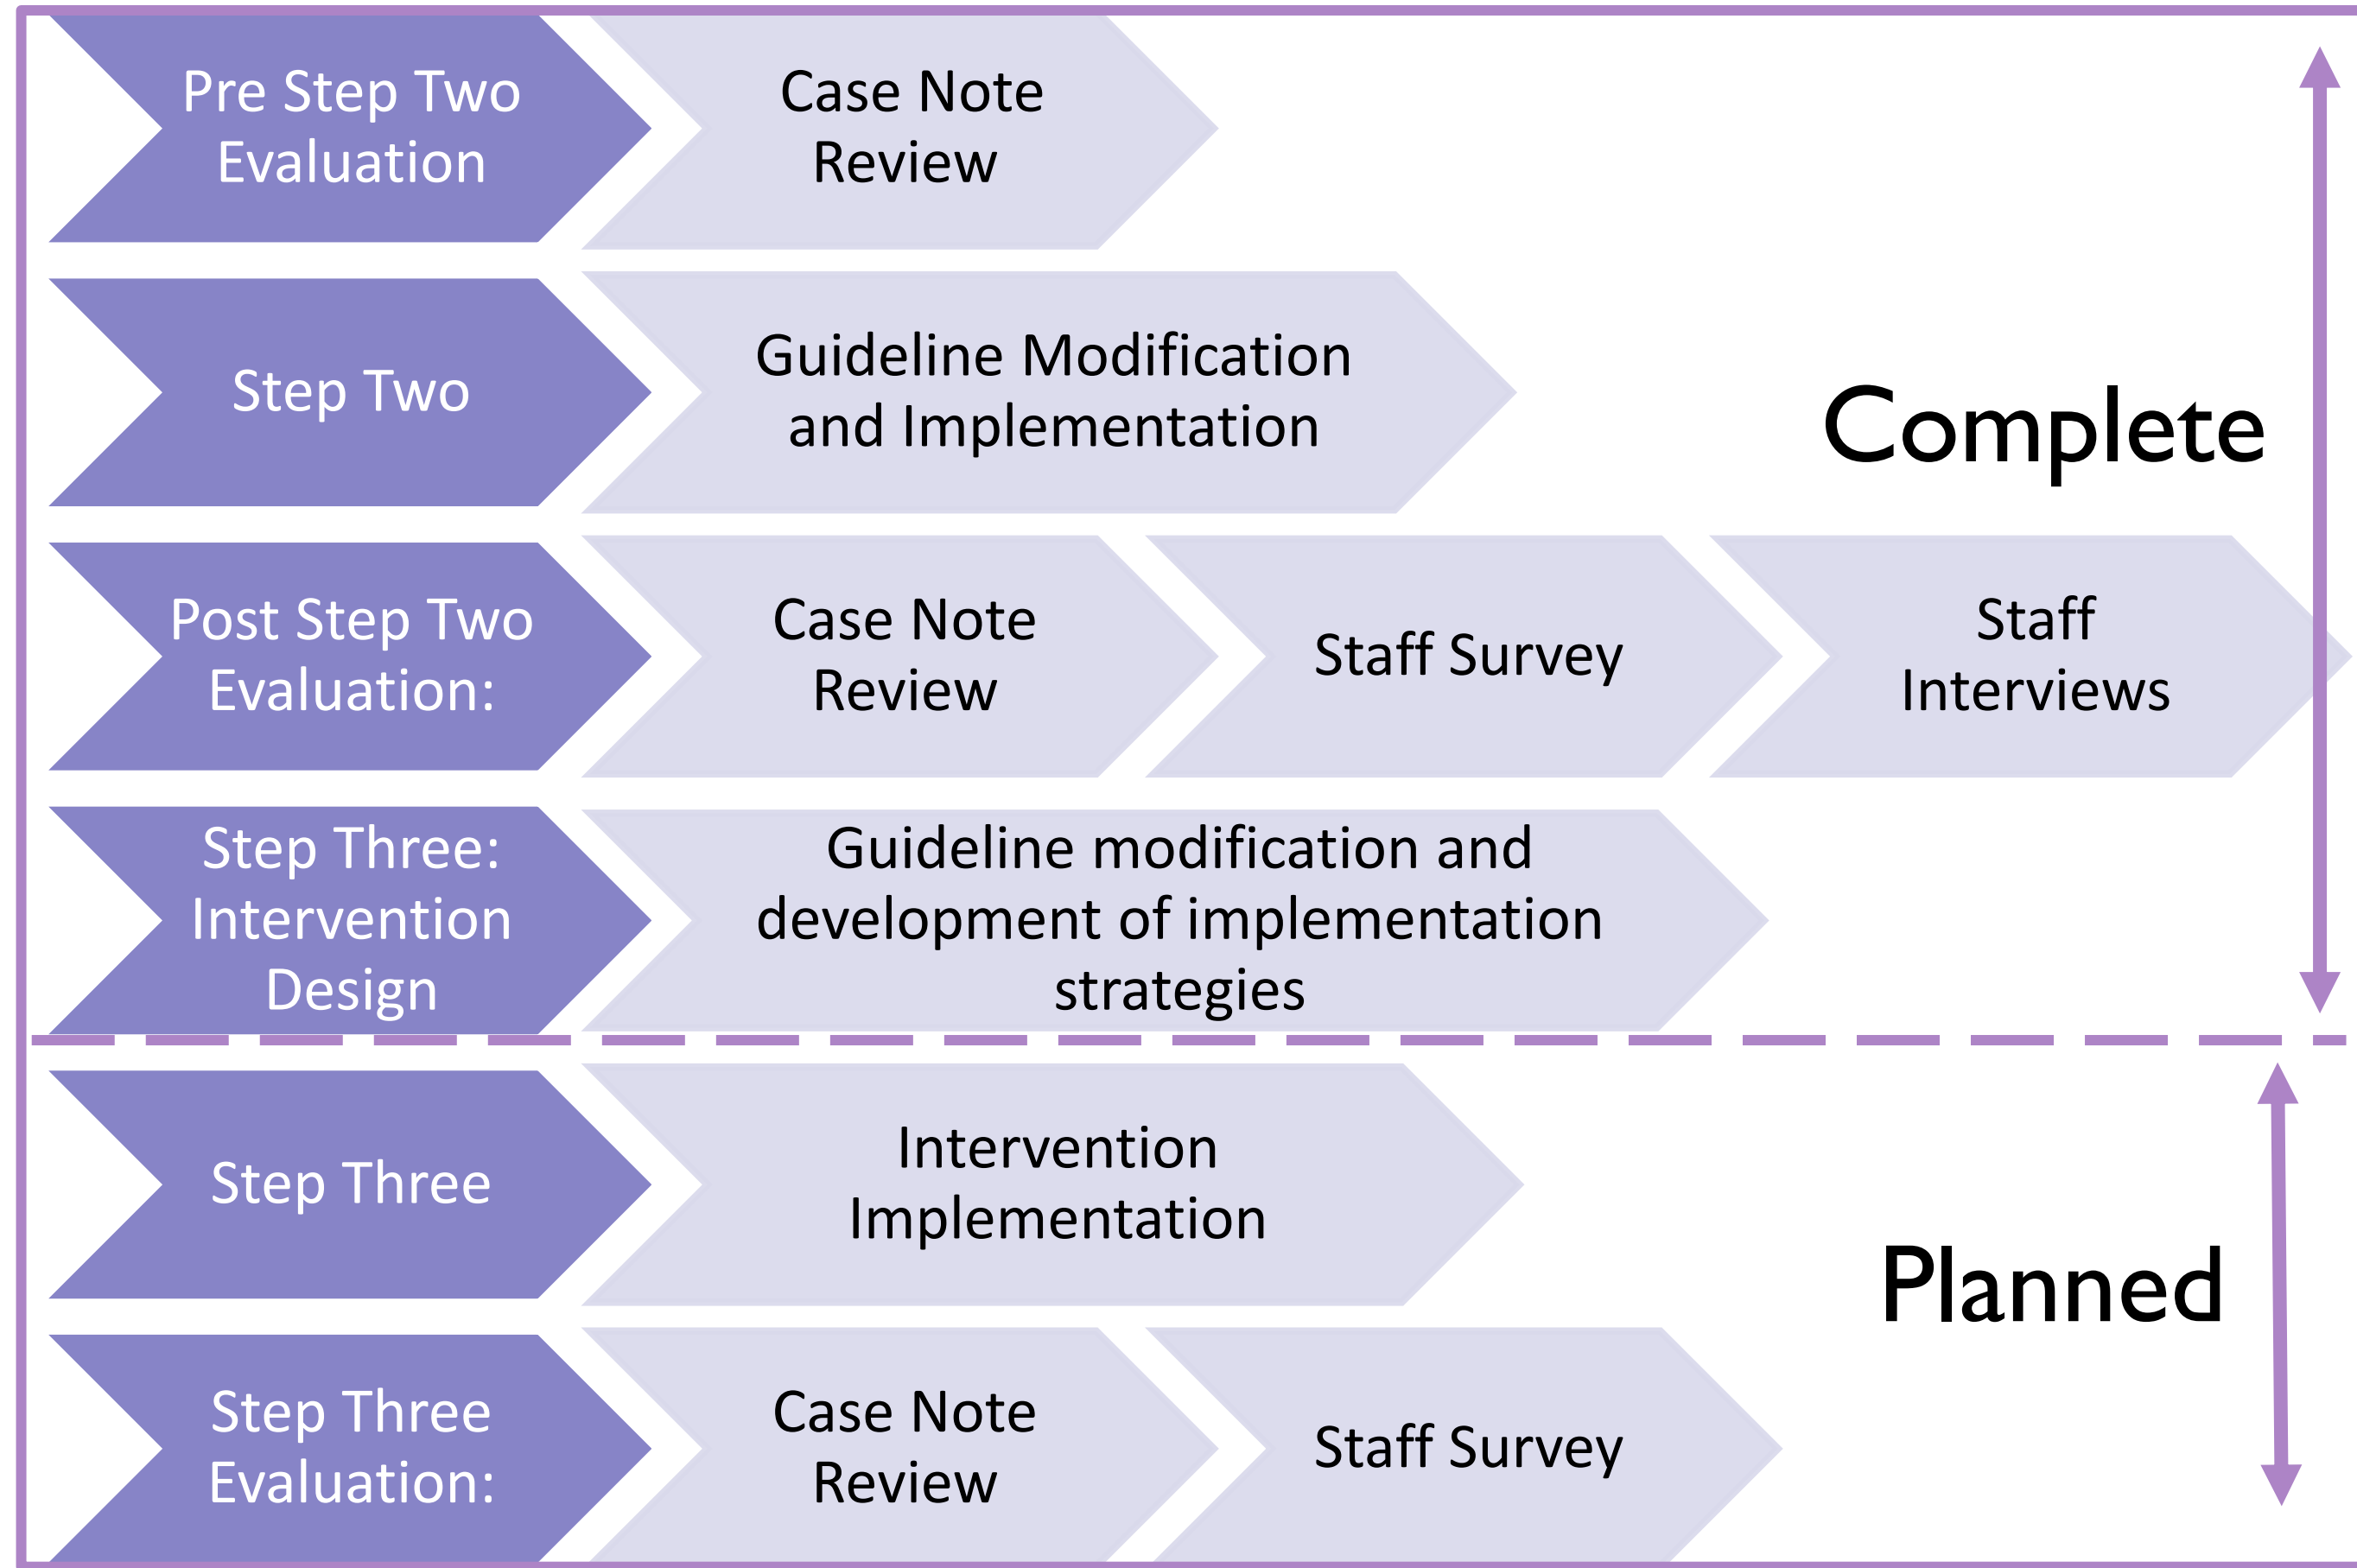 Pre Step Two
Evaluation
Case Note
Review
Step Two
Guideline Modification
and Implementation
Complete
Post Step Two
Evaluation:
Case Note
Review
Staff Survey
Staff
Interviews
Step Three:
Intervention
Design
Guideline modification and
development of implementation
strategies
Step Three
Intervention
Implementation
Planned
Step Three
Evaluation:
Case Note
Review
Staff Survey